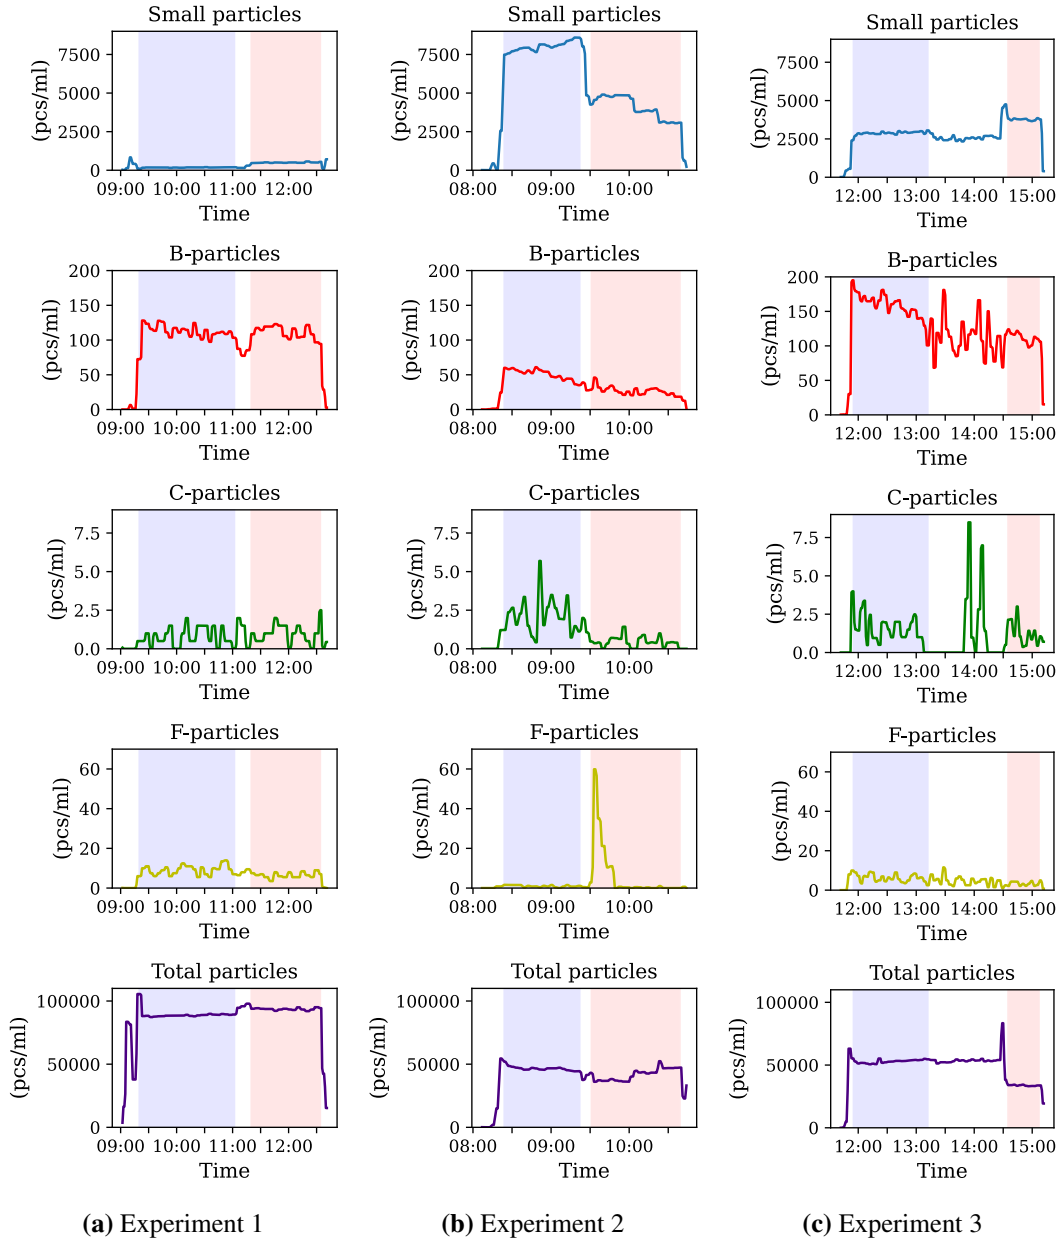 Small particles
(pcs/ml)
7500
5000
2500
0
09:00 10:00 11:00 12:00
Time
B-particles
(pcs/ml)
200
150
100
50
0
09:00 10:00 11:00 12:00
Time
C-particles
(pcs/ml)
7.5
5.0
2.5
0.0
09:00 10:00 11:00 12:00
Time
F-particles
(pcs/ml)
60
40
20
0
09:00 10:00 11:00 12:00
Time
Total particles
(pcs/ml)
100000
50000
0
09:00 10:00 11:00 12:00
Time
(a) Experiment 1
Small particles
(pcs/ml)
7500
5000
2500
0
08:00 09:00 10:00
Time
B-particles
(pcs/ml)
200
150
100
50
0
08:00 09:00 10:00
Time
C-particles
(pcs/ml)
7.5
5.0
2.5
0.0
08:00 09:00 10:00
Time
F-particles
(pcs/ml)
60
40
20
0
08:00 09:00 10:00
Time
Total particles
(pcs/ml)
100000
50000
0
08:00 09:00 10:00
Time
(b) Experiment 2
Small particles
(pcs/ml)
7500
5000
2500
0
12:00 13:00 14:00 15:00
Time
B-particles
(pcs/ml)
200
150
100
50
0
12:00 13:00 14:00 15:00
Time
C-particles
(pcs/ml)
7.5
5.0
2.5
0.0
12:00 13:00 14:00 15:00
Time
F-particles
(pcs/ml)
60
40
20
0
12:00 13:00 14:00 15:00
Time
Total particles
(pcs/ml)
100000
50000
0
12:00 13:00 14:00 15:00
Time
(c) Experiment 3